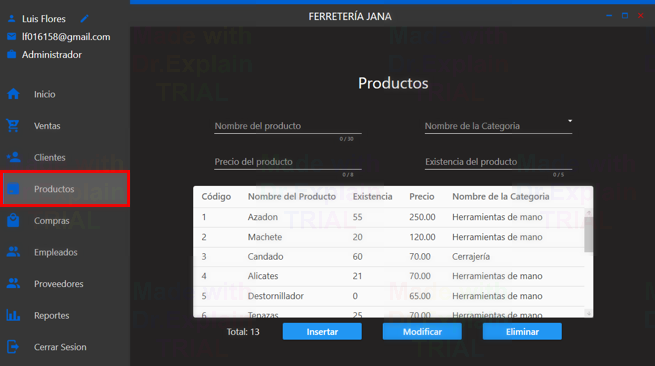 Luis Flores
lf016158@gmail.com
Administrador
Inicio
Ventas
Clientes
Productos
Compras
Empleados
Proveedores
Reportes
Cerrar Sesion
FERRETERÍA JANA
Productos
Nombre del producto Nombre de la Categoria
0 / 30
Precio del producto Existencia del producto
0 / 8 0 / 5
Código Nombre del Producto Existencia Precio Nombre de la Categoría
1 Azadon 55 250.00 Herramientas de mano
2 Machete 20 120.00 Herramientas de mano
3 Candado 60 70.00 Cerrajería
4 Alicates 21 70.00 Herramientas de mano
5 Destornillador 0 65.00 Herramientas de mano
6 Tenazas 25 70.00 Herramientas de mano
Total: 13 Insertar Modificar Eliminar